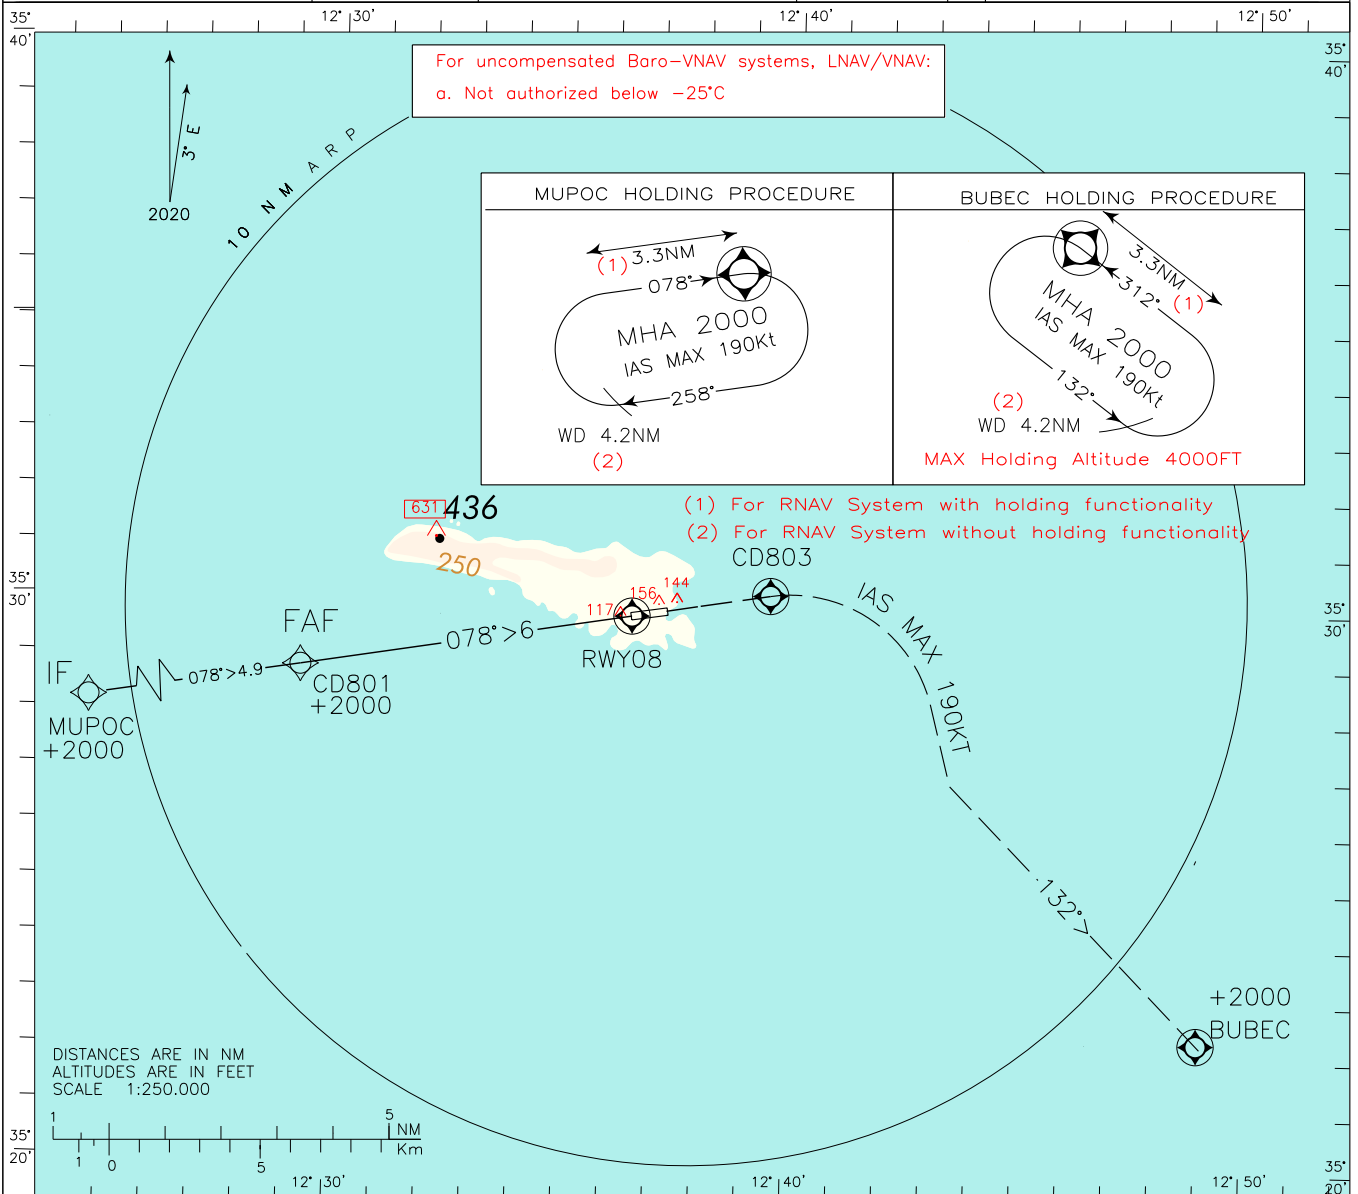 35°
40'
12° 30'
12° 40'
12° 50'
35°
40'
For uncompensated Baro-VNAV systems, LNAV/VNAV:
a. Not authorized below -25°C
3° E
2020
10 NM ARP
MUPOC HOLDING PROCEDURE
BUBEC HOLDING PROCEDURE
(1) 3.3NM
078°
MHA 2000
IAS MAX 190Kt
258°
WD 4.2NM
(2)
3.3NM
(1)
312°
MHA 2000
IAS MAX 190Kt
132°
(2)
WD 4.2NM
MAX Holding Altitude 4000FT
(1) For RNAV System with holding functionality
(2) For RNAV System without holding functionality
631 436
250
CD803
35°
30'
35°
30'
156 144
117
IAS MAX 190KT
FAF
078°>6
RWY08
IF
078°>4.9
CD801
+2000
MUPOC
+2000
132°>
+2000
BUBEC
DISTANCES ARE IN NM
ALTITUDES ARE IN FEET
SCALE 1:250.000
1 5
NM
Km
1 0 5
35°
20'
12° 30'
12° 40'
12° 50'
35°
20'